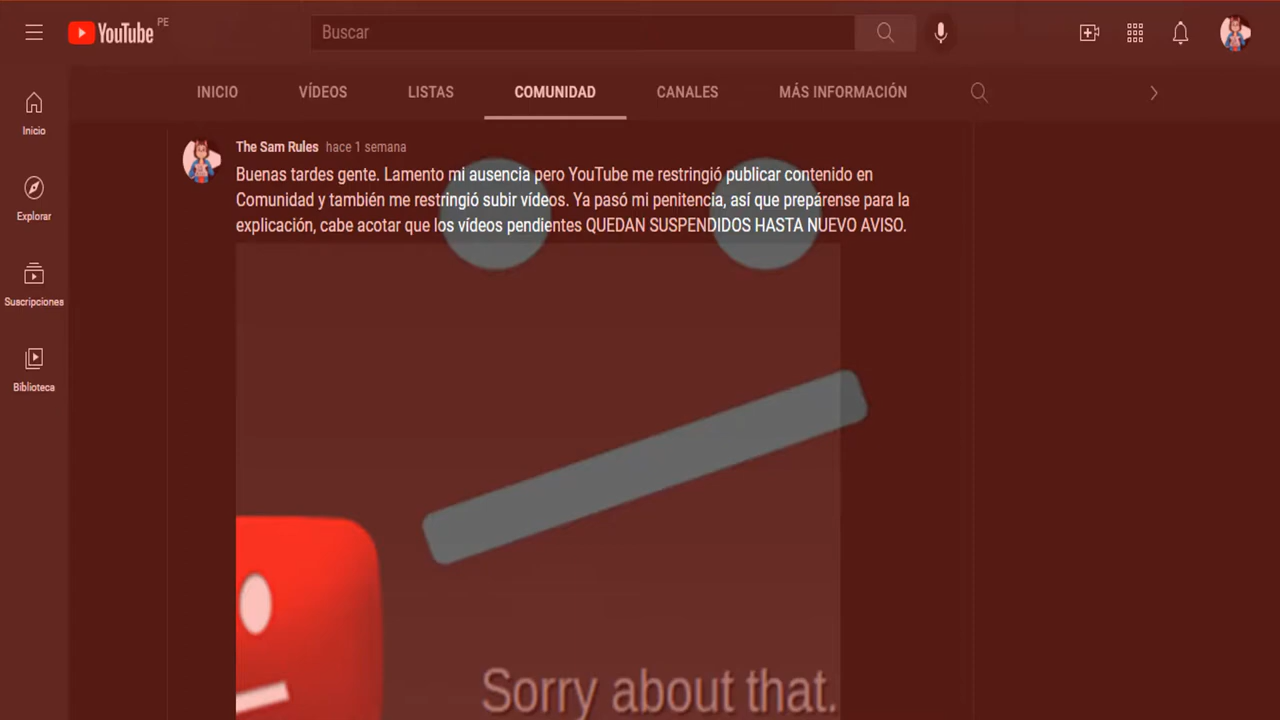 YouTube PE
Buscar
INICIO VÍDEOS LISTAS COMUNIDAD CANALES MÁS INFORMACIÓN
Inicio
Explorar
Suscripciones
Biblioteca
The Sam Rules hace 1 semana
Buenas tardes gente. Lamento mi ausencia pero YouTube me restringió publicar contenido en
Comunidad y también me restringió subir vídeos. Ya pasó mi penitencia, así que prepárense para la
explicación, cabe acotar que los vídeos pendientes QUEDAN SUSPENDIDOS HASTA NUEVO AVISO.
Sorry about that.